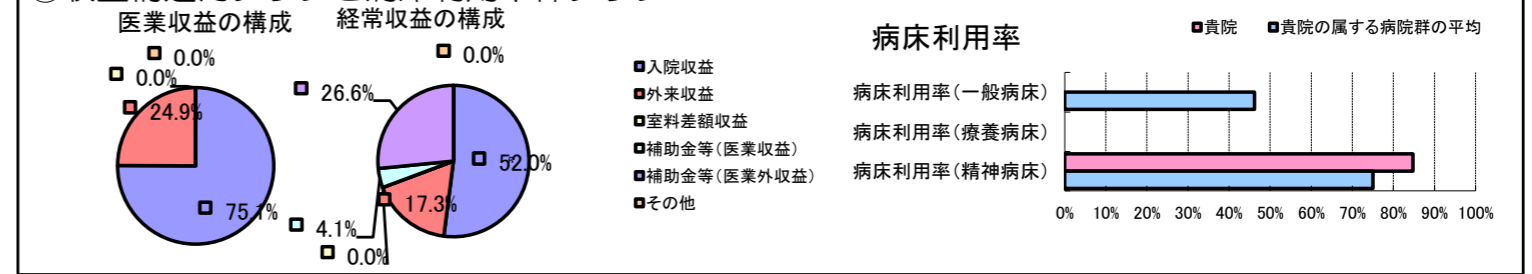 医業収益の構成
0.0%
0.0%
24.9%
75.1%
経常収益の構成
0.0%
26.6%
52.0%
17.3%
4.1%
0.0%
■入院収益
■外来収益
■室料差額収益
■補助金等(医業収益)
■補助金等(医業外収益)
■その他
病床利用率
■貴院 ■貴院の属する病院群の平均
病床利用率(一般病床)
病床利用率(療養病床)
病床利用率(精神病床)
0% 10% 20% 30% 40% 50% 60% 70% 80% 90% 100%